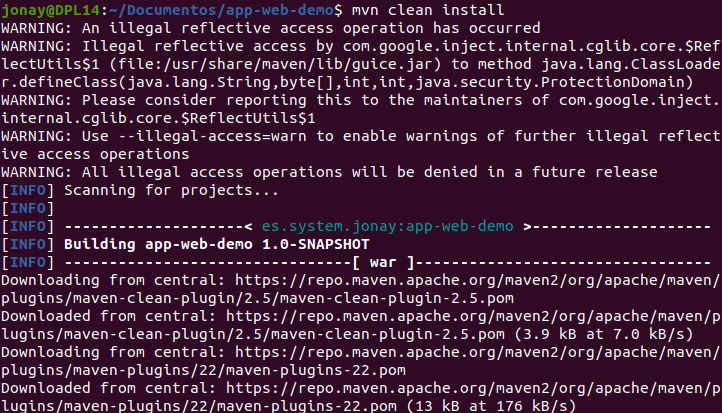 jonay@DPL14:~/Documentos/app-web-demo$ mvn clean install
WARNING: An illegal reflective access operation has occurred
WARNING: Illegal reflective access by com.google.inject.internal.cglib.core.$Ref
lectUtils$1 (file:/usr/share/maven/lib/guice.jar) to method java.lang.ClassLoade
r.defineClass(java.lang.String,byte[],int,int,java.security.ProtectionDomain)
WARNING: Please consider reporting this to the maintainers of com.google.inject.
internal.cglib.core.$ReflectUtils$1
WARNING: Use --illegal-access=warn to enable warnings of further illegal reflect
ive access operations
WARNING: All illegal access operations will be denied in a future release
[INFO] Scanning for projects...
[INFO]
[INFO] --------------------< es.system.jonay:app-web-demo >--------------------
[INFO] Building app-web-demo 1.0-SNAPSHOT
[INFO] --------------------------------[ war ]---------------------------------
Downloading from central: https://repo.maven.apache.org/maven2/org/apache/maven/
plugins/maven-clean-plugin/2.5/maven-clean-plugin-2.5.pom
Downloaded from central: https://repo.maven.apache.org/maven2/org/apache/maven/p
lugins/maven-clean-plugin/2.5/maven-clean-plugin-2.5.pom (3.9 kB at 7.0 kB/s)
Downloading from central: https://repo.maven.apache.org/maven2/org/apache/maven/
plugins/maven-plugins/22/maven-plugins-22.pom
Downloaded from central: https://repo.maven.apache.org/maven2/org/apache/maven/p
lugins/maven-plugins/22/maven-plugins-22.pom (13 kB at 176 kB/s)